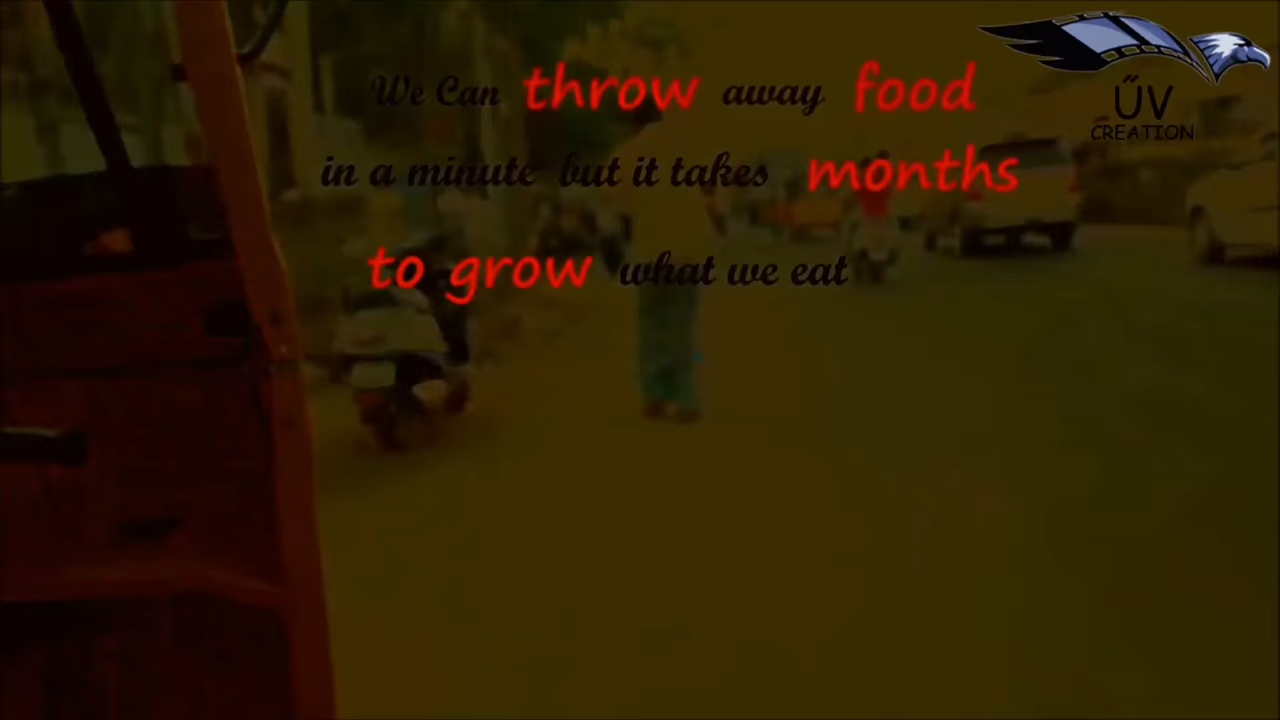 We Can throw away food
in a minute but it takes months
to grow what we eat
ŰV
CREATION